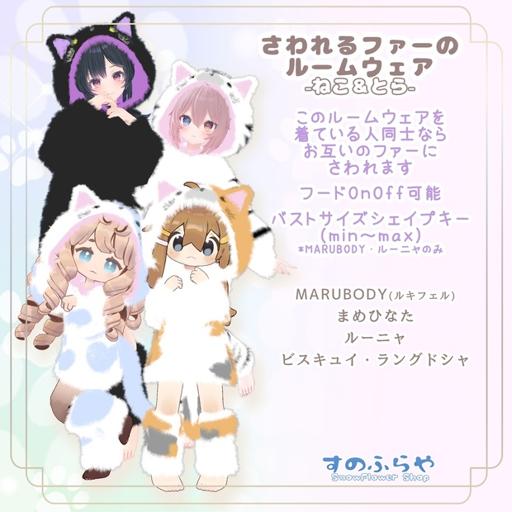 さわれるファーの
ルームウェア
-ねこ&とら-
このルームウェアを
着ている人同士なら
お互いのファーに
さわれます
フードOnOff可能
バストサイズシェイプキー
(min～max)
*MARUBODY・ルーニャのみ
MARUBODY(ルキフェル)
まめひなた
ルーニャ
ビスキュイ・ラングドシャ
すのふらや
SnowFlower Shop